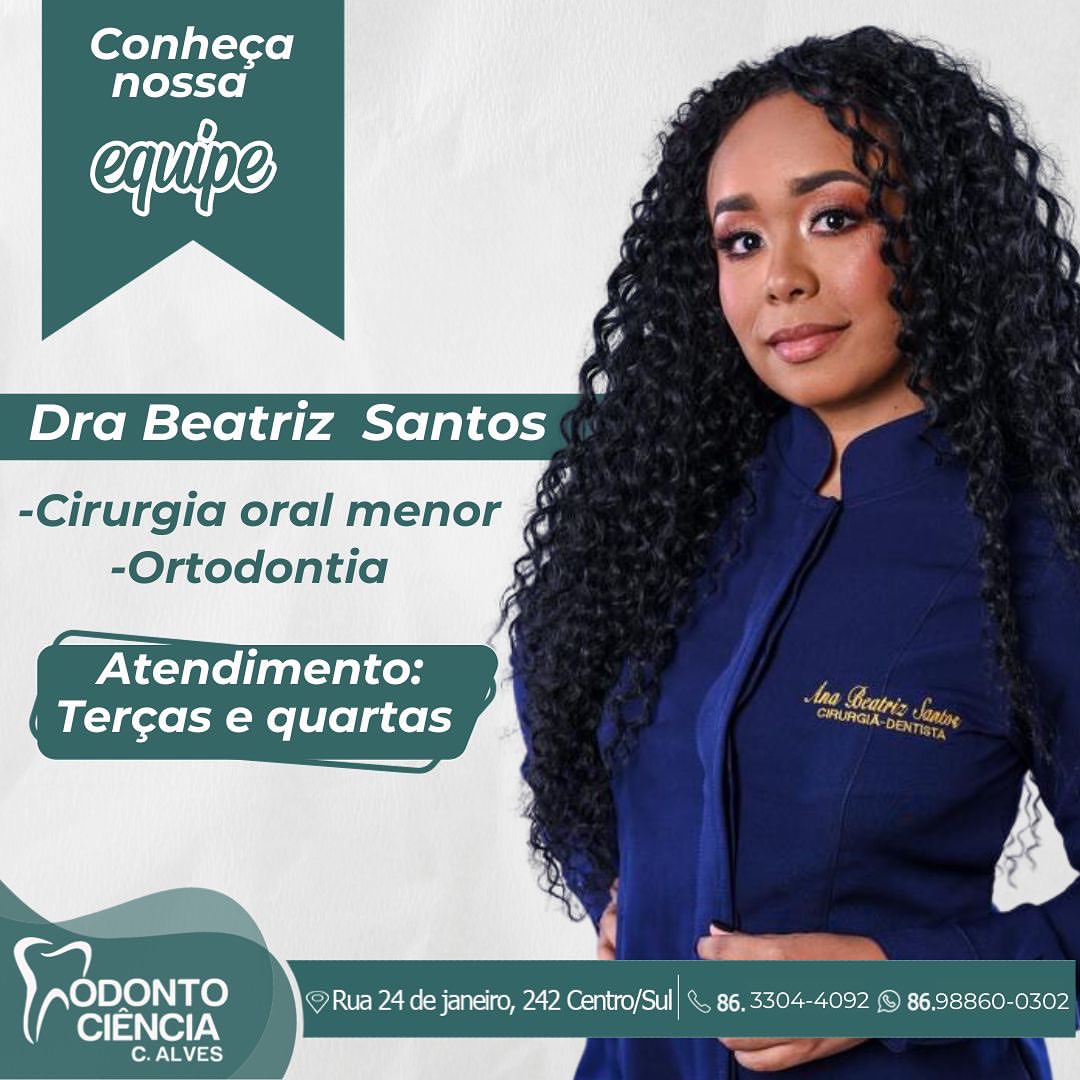 Conheça
nossa
equipe
Dra Beatriz Santos
-Cirurgia oral menor
-Ortodontia
Atendimento:
Terças e quartas
Ana Beatriz Santos
CIRURGIÃ-DENTISTA
ODONTO
CIÊNCIA
C. ALVES
Rua 24 de janeiro, 242 Centro/Sul
86. 3304-4092
86.98860-0302